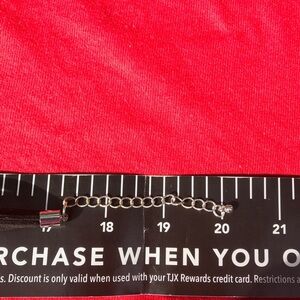 17 18 19 20 21
RCHASE WHEN YOU O
s. Discount is only valid when used with your TJX Rewards credit card. Restrictions a